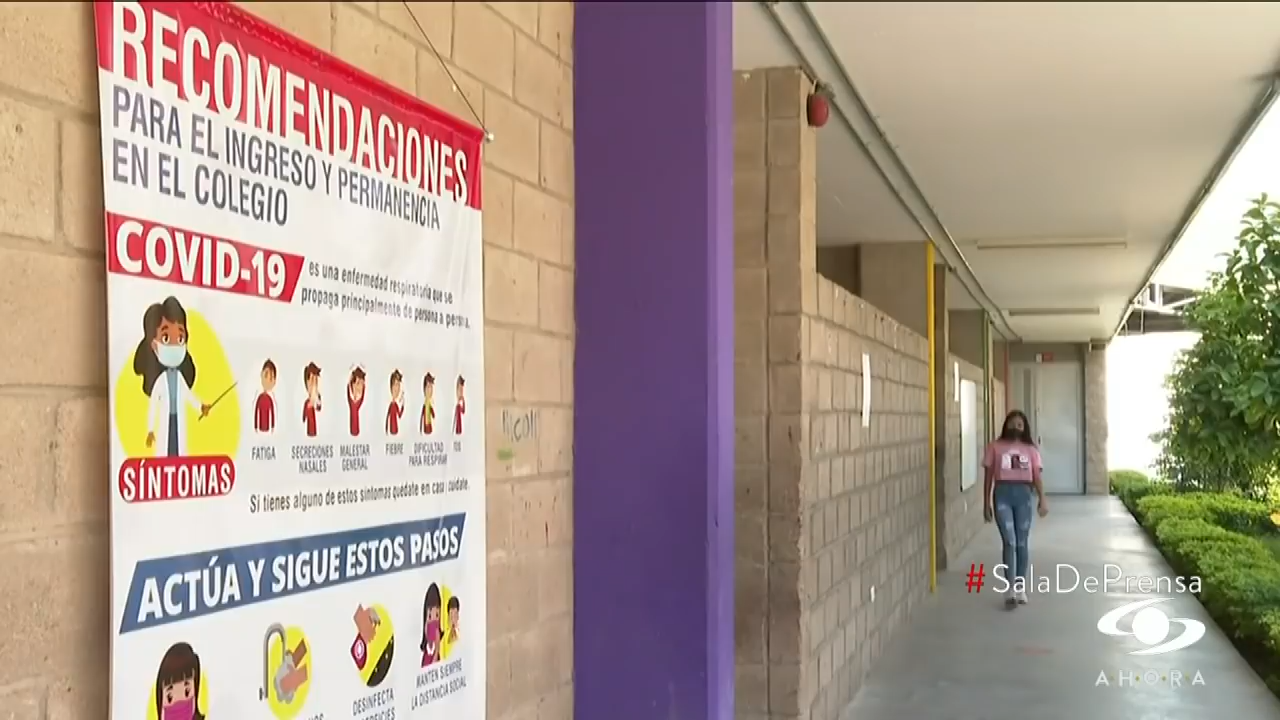 RECOMENDACIONES
PARA EL INGRESO Y PERMANENCIA
EN EL COLEGIO
COVID-19
es una enfermedad respiratoria que se
propaga principalmente de persona a persona.
FATIGA
SECRECIONES
NASALES
MALESTAR
GENERAL
FIEBRE
DIFICULTAD
PARA RESPIRAR
TOS
SÍNTOMAS
Si tienes alguno de estos síntomas quédate en casa cuídate.
ACTÚA Y SIGUE ESTOS PASOS
DESINFECTA
MANTEN SIEMPRE
LA DISTANCIA SOCIAL
#SalaDePrensa
AHORA